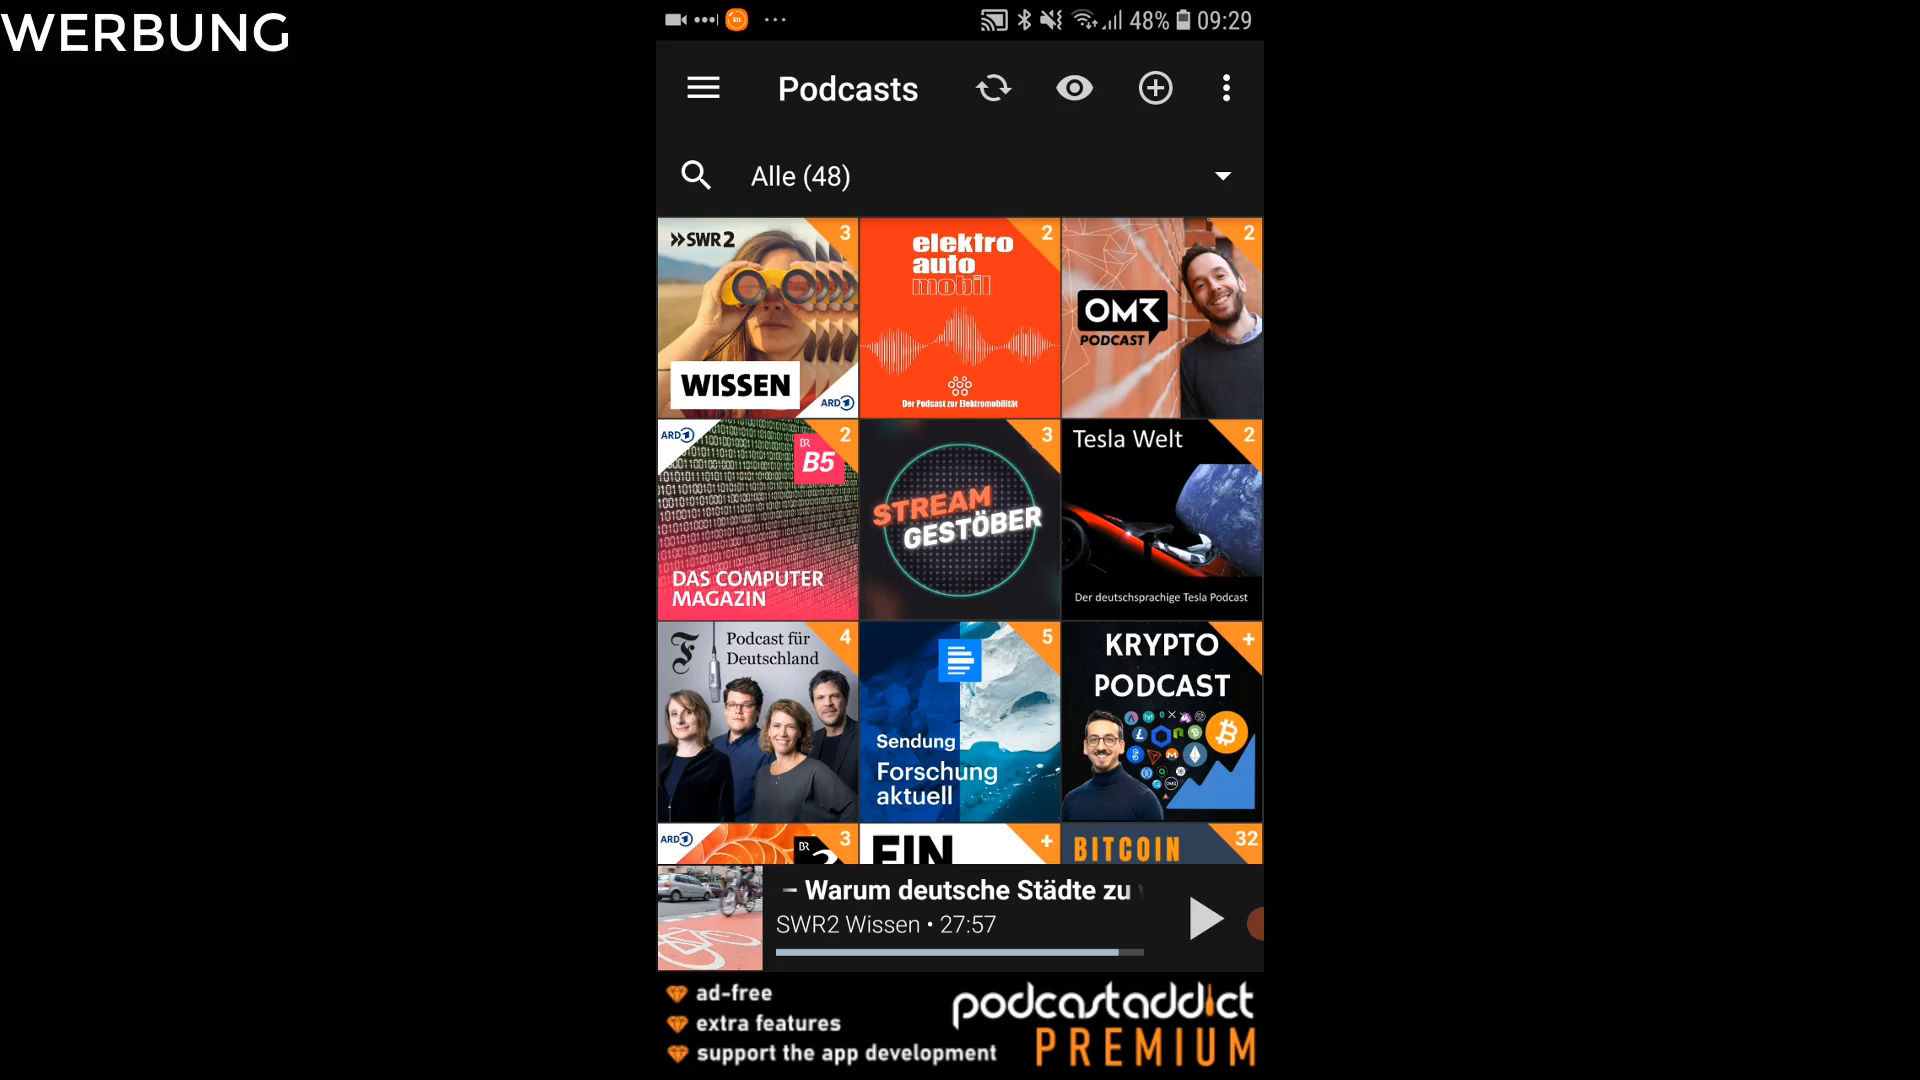 WERBUNG
48% 09:29
Podcasts
Alle (48)
SWR2
3
WISSEN
ARD
elektro
auto
mobil
2
Der Podcast zur Elektromobilität
2
OMR
PODCAST
ARD
2
BR
B5
DAS COMPUTER
MAGAZIN
3
STREAM
GESTÖBER
Tesla Welt
2
Der deutschsprachige Tesla Podcast
F
Podcast für
Deutschland
4
5
Sendung
Forschung
aktuell
KRYPTO
PODCAST
+
ARD
BR
3
EIN
+
BITCOIN
32
– Warum deutsche Städte zu
SWR2 Wissen • 27:57
ad-free
extra features
support the app development
podcastaddict
PREMIUM